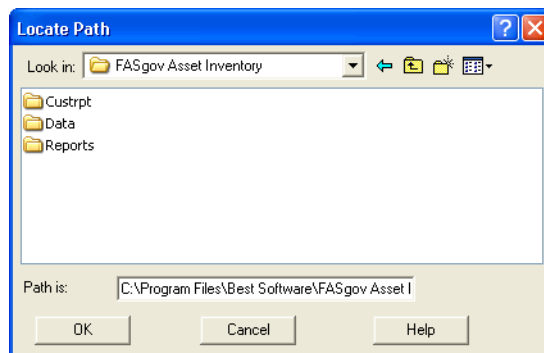 Locate Path
Look in: FASgov Asset Inventory
Custrpt
Data
Reports
Path is: C:\Program Files\Best Software\FASgov Asset I
OK Cancel Help